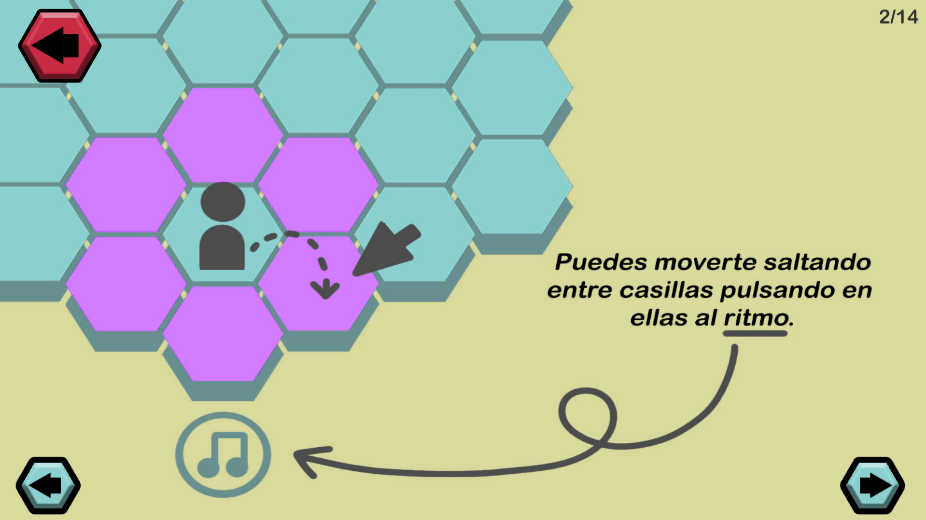 2/14
Puedes moverte saltando
entre casillas pulsando en
ellas al ritmo.